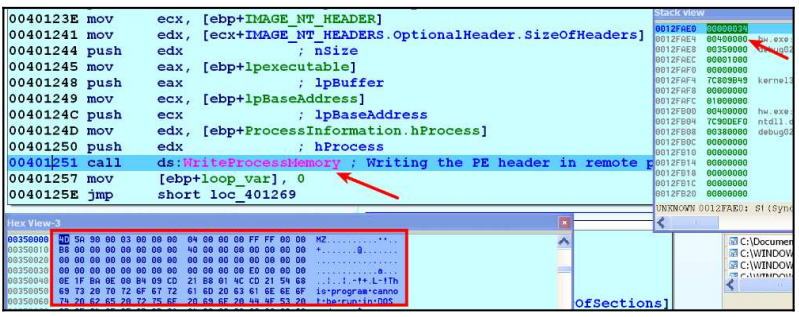 0040123E mov ecx, [ebp+IMAGE_NT_HEADER]
00401241 mov edx, [ecx+IMAGE_NT_HEADERS.OptionalHeader.SizeOfHeaders]
00401244 push edx ; nSize
00401245 mov eax, [ebp+lpexecutable]
00401248 push eax ; lpBuffer
00401249 mov ecx, [ebp+lpBaseAddress]
0040124C push ecx ; lpBaseAddress
0040124D mov edx, [ebp+ProcessInformation.hProcess]
00401250 push edx ; hProcess
00401251 call ds:WriteProcessMemory ; Writing the PE header in remote p
00401257 mov [ebp+loop_var], 0
0040125E jmp short loc_401269
Stack view
0012FAE0 00000034
0012FAE4 00400000 hw.exe:
0012FAE8 00350000 debug02
0012FAEC 00001000
0012FAF0 00000000
0012FAF4 7C809B49 kernel3
0012FAF8 00000000
0012FAFC 01000000
0012FB00 00400000 hw.exe:
0012FB04 7C90DEF0 ntdll.d
0012FB08 00380000 debug02
0012FB0C 00000000
0012FB10 00000000
0012FB14 00000000
0012FB18 00000000
0012FB1C 00000000
0012FB20 00000000
UNKNOWN 0012FAE0: S! (Sync
Hex View-3
00350000 4D 5A 90 00 03 00 00 00 04 00 00 00 FF FF 00 00 MZ
00350010 B8 00 00 00 00 00 00 00 40 00 00 00 00 00 00 00
00350020 00 00 00 00 00 00 00 00 00 00 00 00 00 00 00 00
00350030 00 00 00 00 00 00 00 00 00 00 00 00 E0 00 00 00
00350040 0E 1F BA 0E 00 B4 09 CD 21 B8 01 4C CD 21 54 68
00350050 69 73 20 70 72 6F 67 72 61 6D 20 63 61 6E 6E 6F is·program·canno
00350060 74 20 62 65 20 72 75 6E 20 69 6E 20 44 4F 53 20 t·be·run·in·DOS
OfSections]
C:\Documen
C:\WINDOW
C:\WINDOW
C:\WINDOW